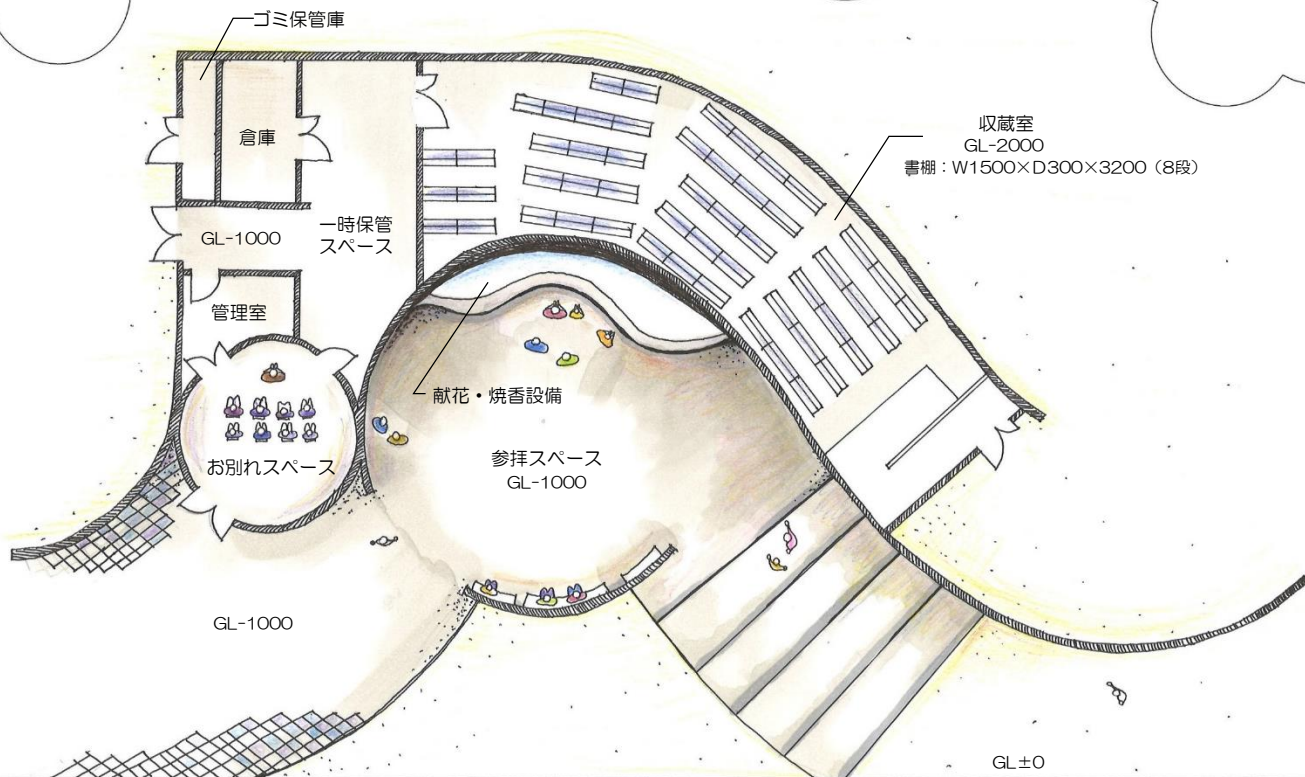 ゴミ保管庫
倉庫
収蔵室
GL-2000
書棚：W1500×D300×3200（8段）
一時保管
スペース
GL-1000
管理室
献花・焼香設備
お別れスペース
参拝スペース
GL-1000
GL-1000
GL±0